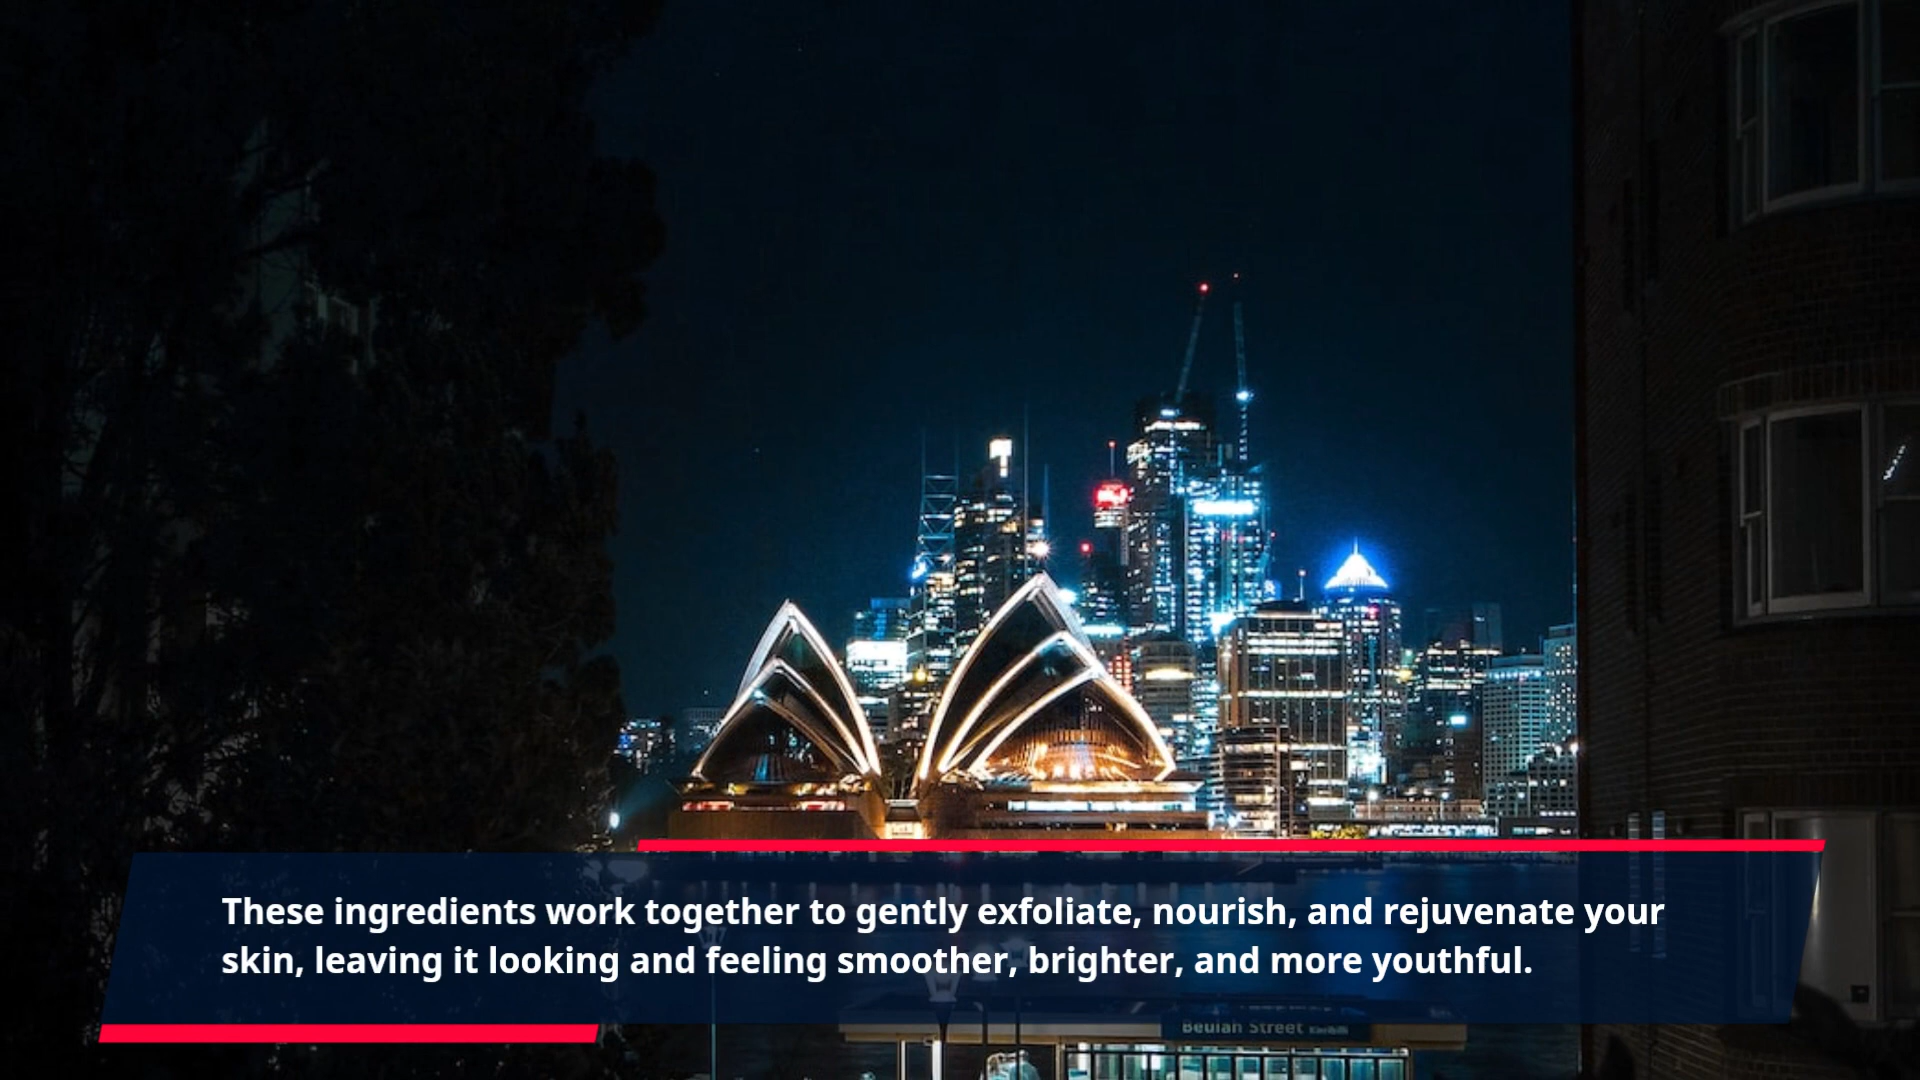 These ingredients work together to gently exfoliate, nourish, and rejuvenate your
skin, leaving it looking and feeling smoother, brighter, and more youthful.
Beulah Street Kirribilli